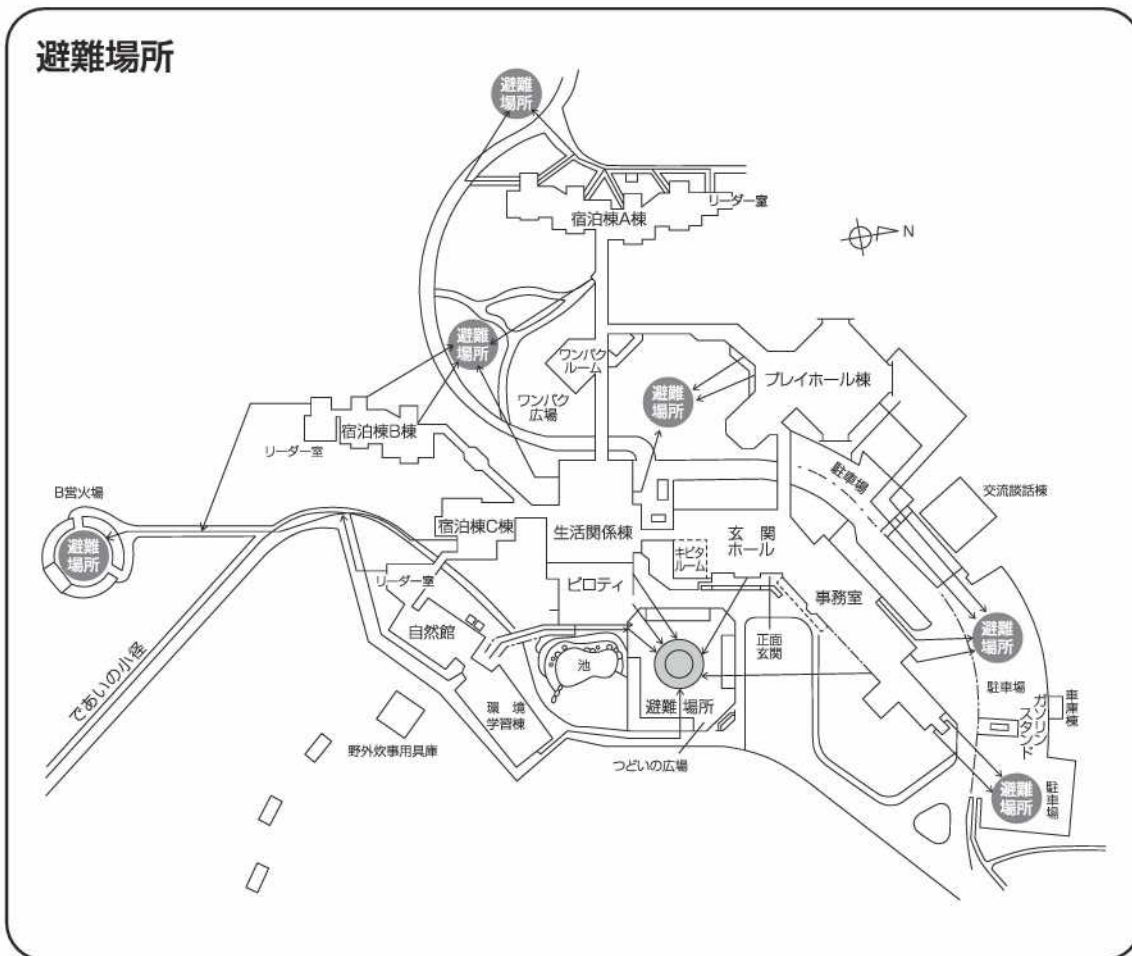 避難場所
避難
場所
宿泊棟A棟
リーダー室
N
避難
場所
ワンパク
ルーム
ワンパク
広場
避難
場所
プレイホール棟
宿泊棟B棟
リーダー室
駐車場
交流談話棟
B営火場
避難
場所
宿泊棟C棟
生活関係棟
キビタ
ルーム
玄関
ホール
リーダー室
ピロティ
事務室
自然館
池
正面
玄関
避難
場所
避難場所
駐車場
ガソリン
スタンド
車庫棟
であいの小径
環境
学習棟
野外炊事用具庫
つどいの広場
避難
場所
駐車場